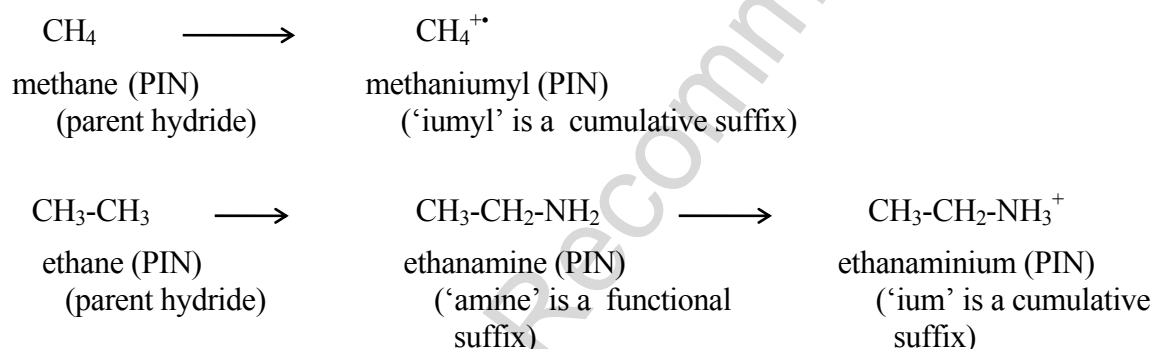 CH₄ ⟶ CH₄⁺•
methane (PIN) methaniumyl (PIN)
(parent hydride) (‘iumyl’ is a cumulative suffix)
CH₃-CH₃ ⟶ CH₃-CH₂-NH₂ ⟶ CH₃-CH₂-NH₃⁺
ethane (PIN) ethanamine (PIN) ethanaminium (PIN)
(parent hydride) (‘amine’ is a functional (‘ium’ is a cumulative
suffix) suffix)
Recomm